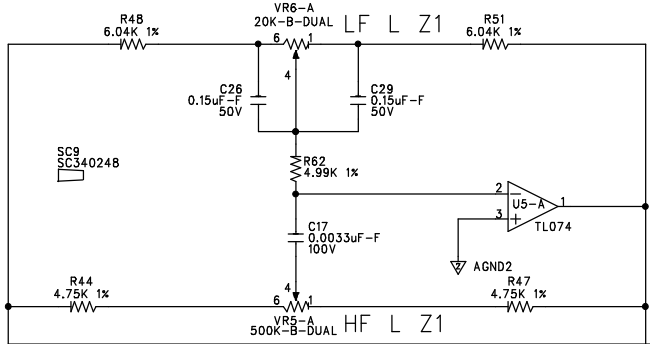 R48
6.04K 1%
VR6-A
20K-B-DUAL
LF L Z1
R51
6.04K 1%
6
1
4
C26
0.15uF-F
50V
C29
0.15uF-F
50V
SC9
SC340248
R62
4.99K 1%
2
U5-A
1
3
TL074
C17
0.0033uF-F
100V
Z
AGND2
R44
4.75K 1%
4
6
1
R47
4.75K 1%
VR5-A
500K-B-DUAL
HF L Z1